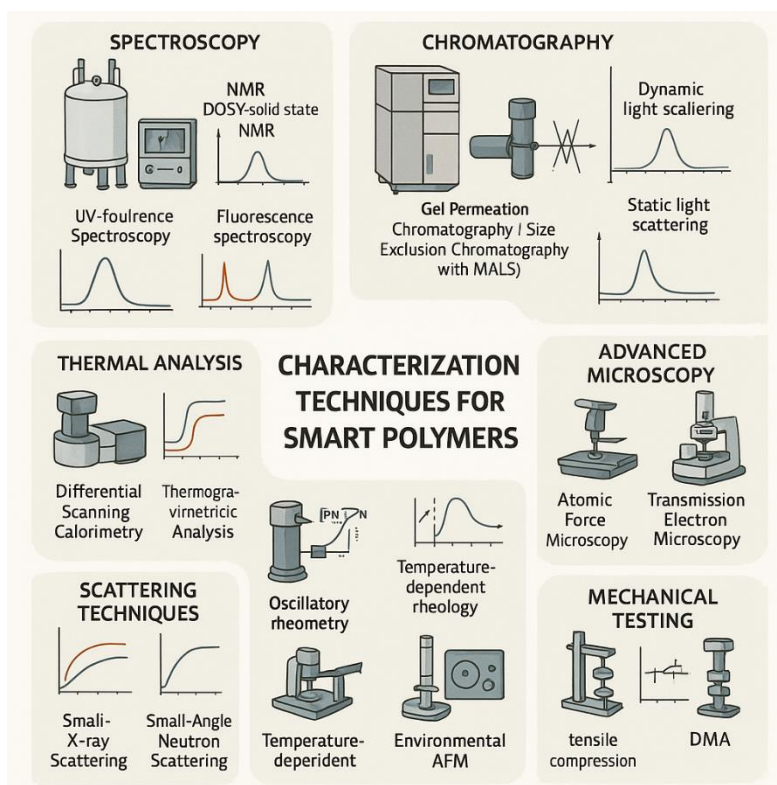 SPECTROSCOPY
NMR
DOSY-solid state
NMR
UV-foulrence
Spectroscopy
Fluorescence
spectroscopy
CHROMATOGRAPHY
Dynamic
light scaliering
Gel Permeation
Chromatography / Size
Exclusion Chromatography
with MALS)
Static light
scattering
THERMAL ANALYSIS
Differential
Scanning
Calorimetry
Thermogra-
virnetricic
Analysis
CHARACTERIZATION
TECHNIQUES FOR
SMART POLYMERS
ADVANCED
MICROSCOPY
Atomic
Force
Microscopy
Transmission
Electron
Microscopy
SCATTERING
TECHNIQUES
Smali-
X-ray
Scattering
Small-Angle
Neutron
Scattering
Oscillatory
rheometry
Temperature-
dependent
rheology
Temperature-
diperident
Environmental
AFM
MECHANICAL
TESTING
tensile
compression
DMA